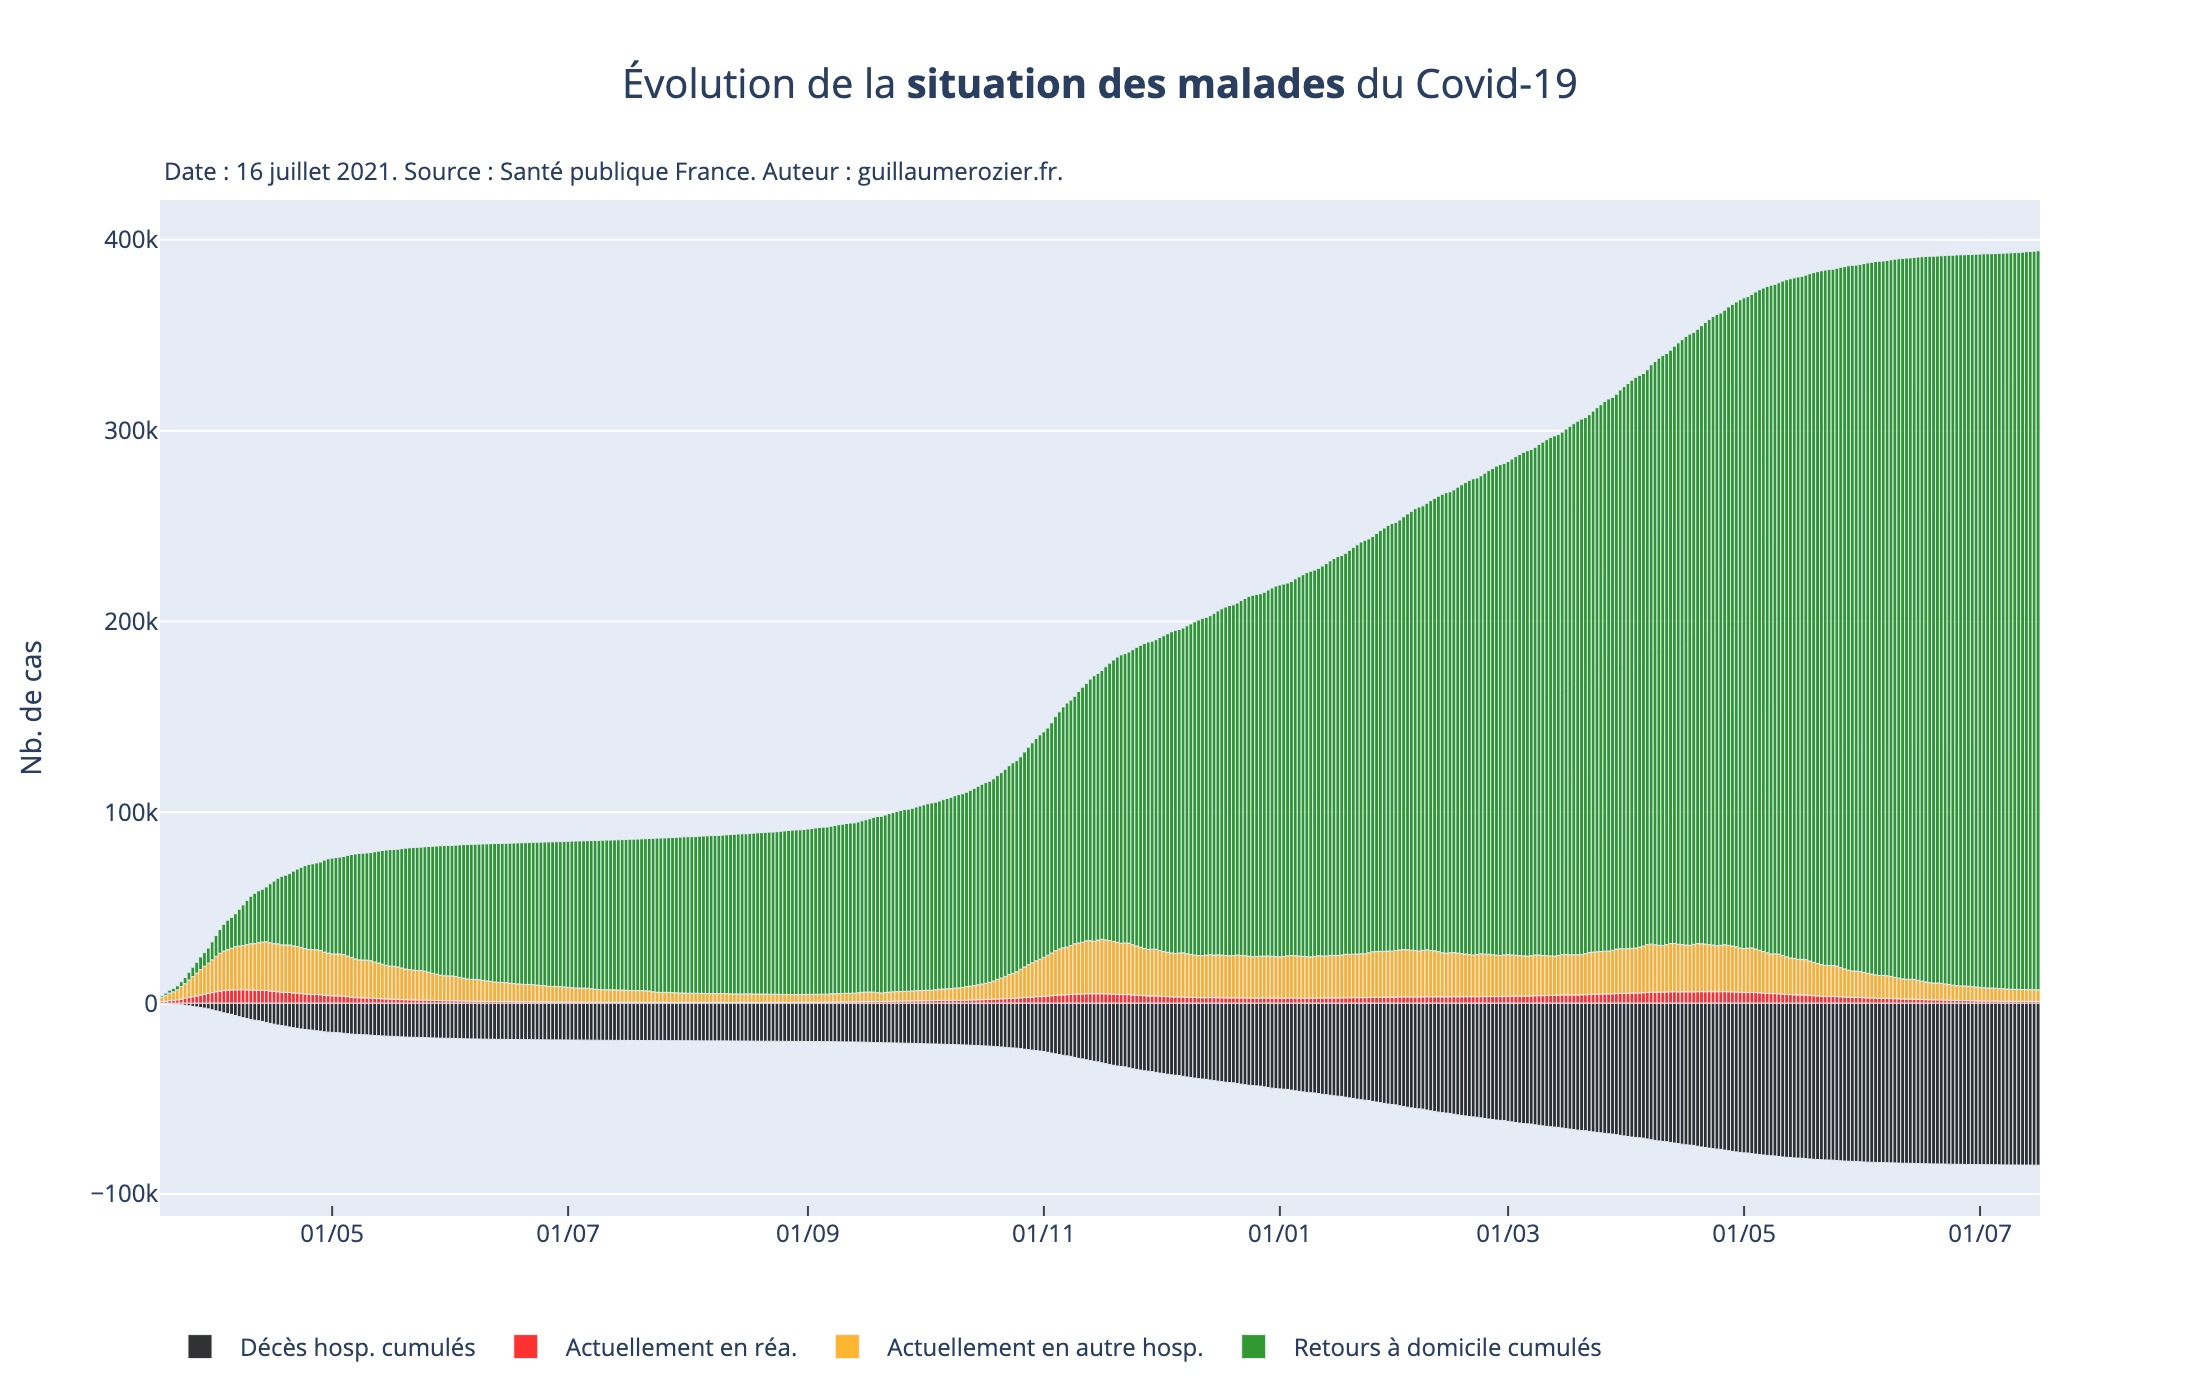 Évolution de la situation des malades du Covid-19
Date : 16 juillet 2021. Source : Santé publique France. Auteur : guillaumerozier.fr.
Nb. de cas
400k
300k
200k
100k
0
−100k
01/05 01/07 01/09 01/11 01/01 01/03 01/05 01/07
Décès hosp. cumulés Actuellement en réa. Actuellement en autre hosp. Retours à domicile cumulés